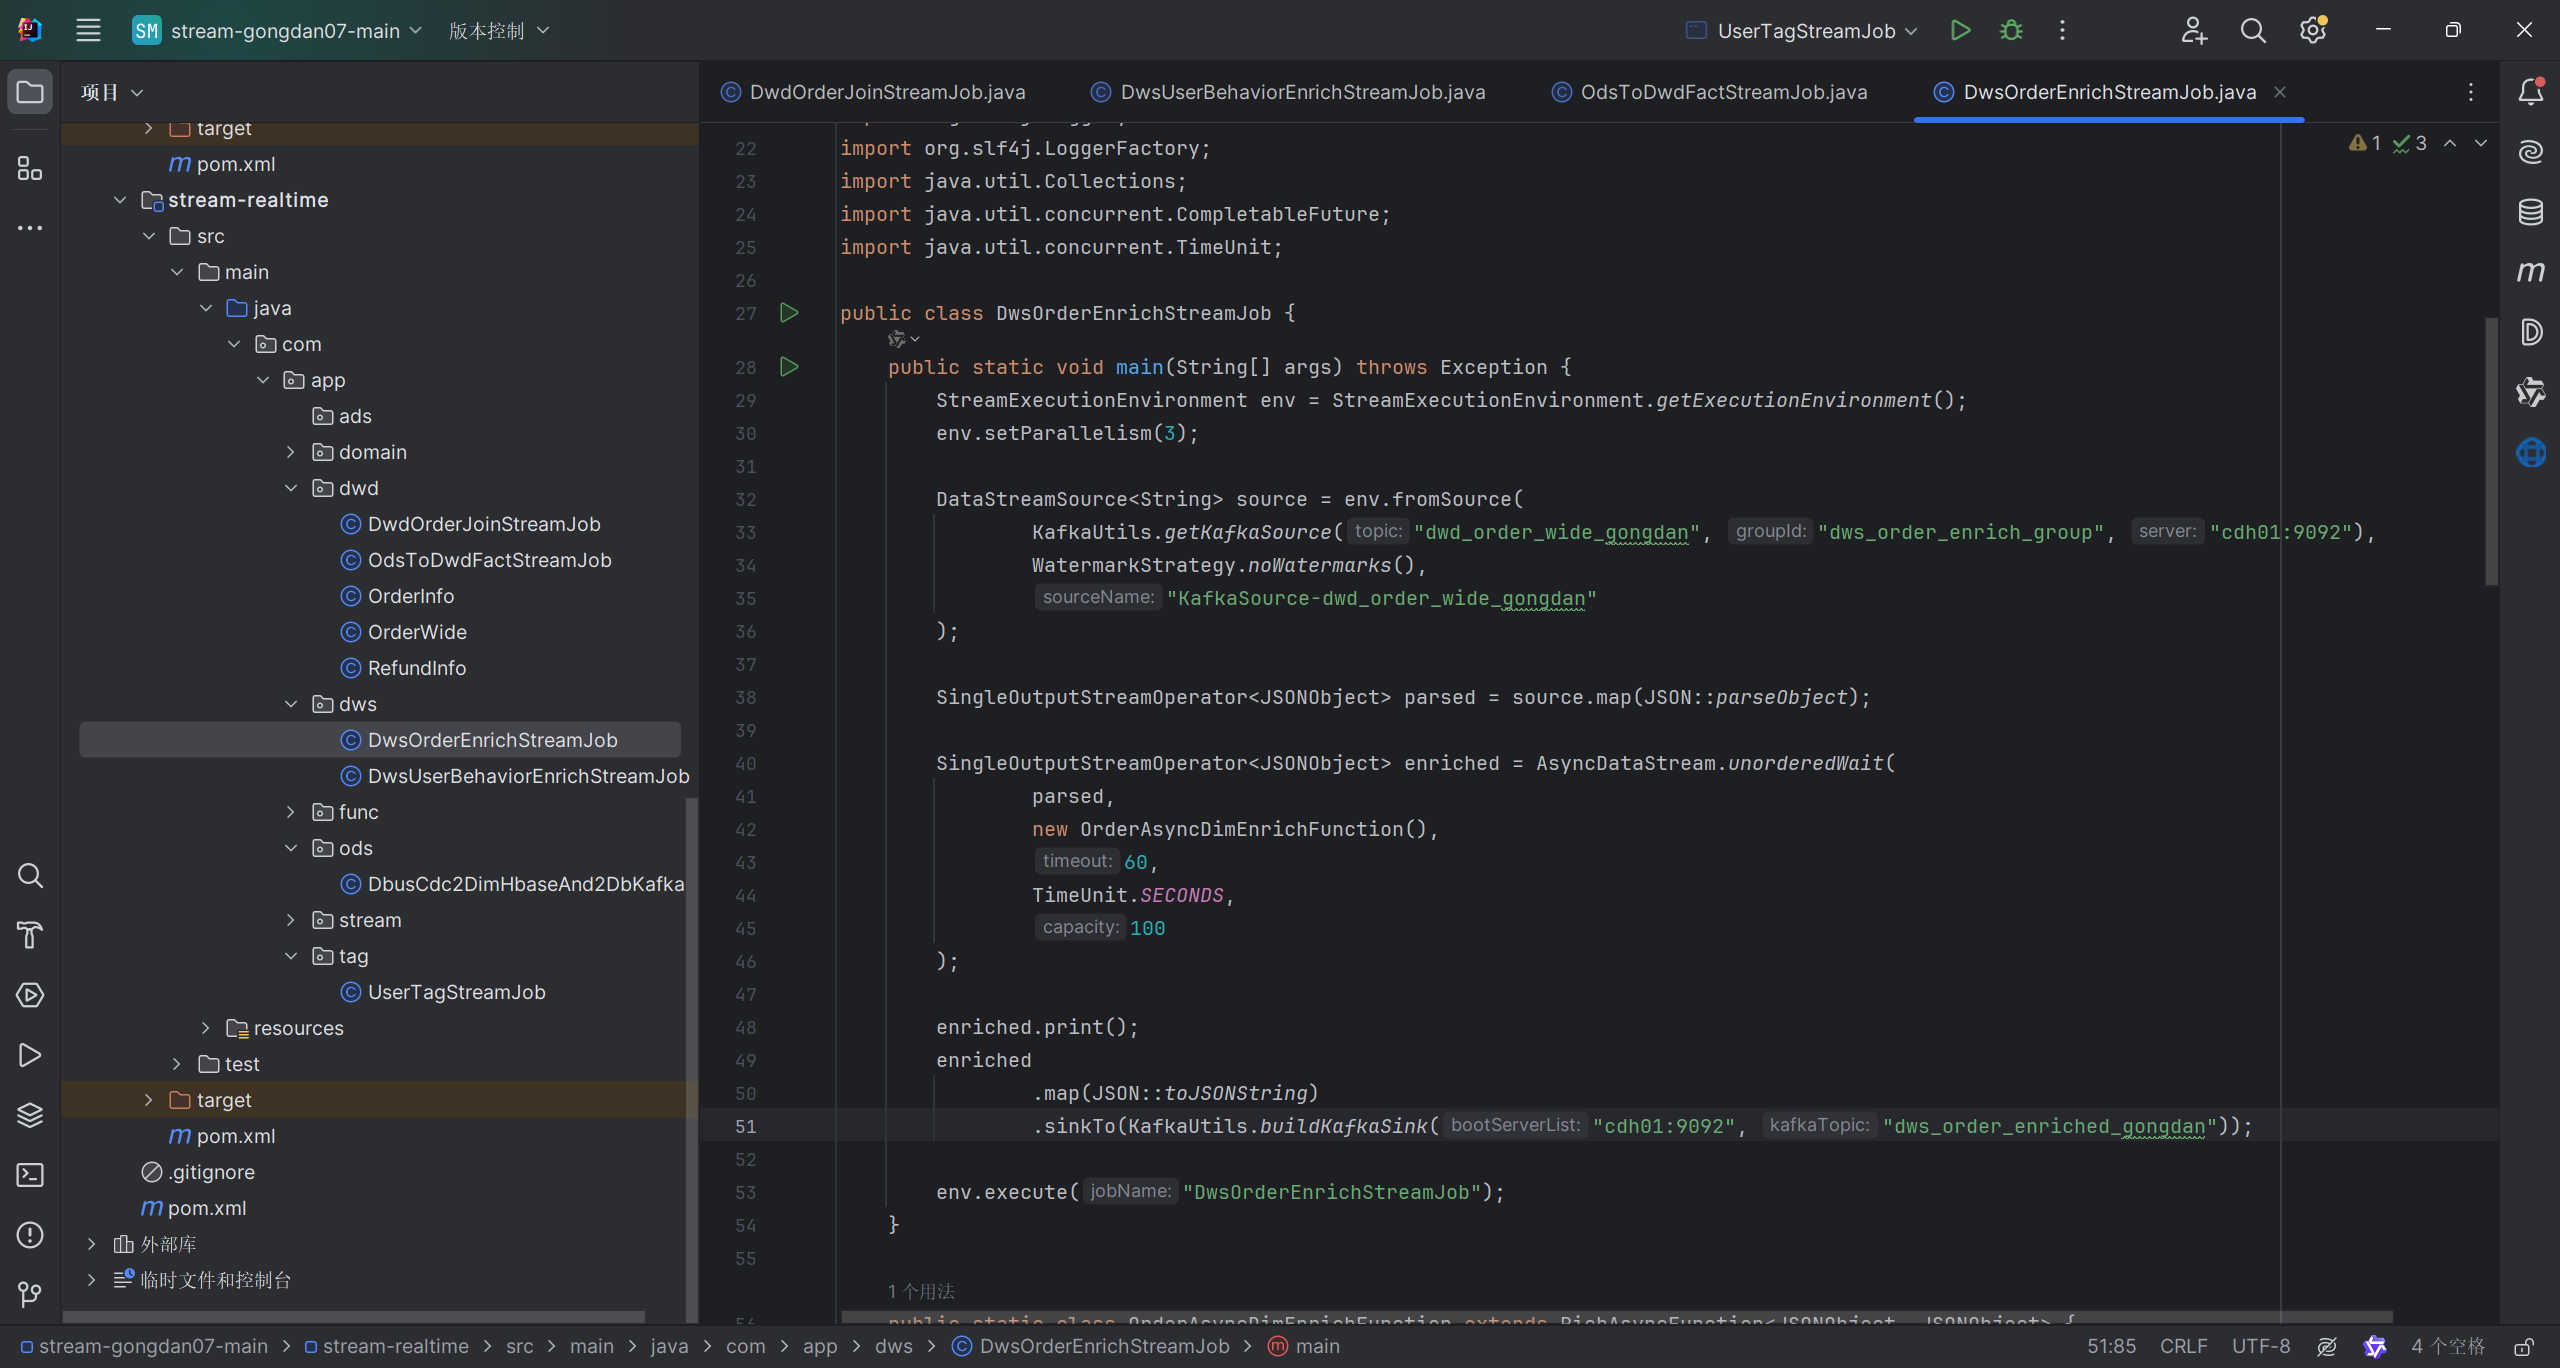 SM stream-gongdan07-main 版本控制 UserTagStreamJob
项目
target
pom.xml
stream-realtime
src
main
java
com
app
ads
domain
dwd
DwdOrderJoinStreamJob
OdsToDwdFactStreamJob
OrderInfo
OrderWide
RefundInfo
dws
DwsOrderEnrichStreamJob
DwsUserBehaviorEnrichStreamJob
func
ods
DbusCdc2DimHbaseAnd2DbKafka
stream
tag
UserTagStreamJob
resources
test
target
pom.xml
.gitignore
pom.xml
外部库
临时文件和控制台
DwdOrderJoinStreamJob.java DwsUserBehaviorEnrichStreamJob.java OdsToDwdFactStreamJob.java DwsOrderEnrichStreamJob.java
1 3
22 import org.slf4j.LoggerFactory;
23 import java.util.Collections;
24 import java.util.concurrent.CompletableFuture;
25 import java.util.concurrent.TimeUnit;
26
27 public class DwsOrderEnrichStreamJob {
28 public static void main(String[] args) throws Exception {
29 StreamExecutionEnvironment env = StreamExecutionEnvironment.getExecutionEnvironment();
30 env.setParallelism(3);
31
32 DataStreamSource<String> source = env.fromSource(
33 KafkaUtils.getKafkaSource( topic: "dwd_order_wide_gongdan", groupId: "dws_order_enrich_group", server: "cdh01:9092"),
34 WatermarkStrategy.noWatermarks(),
35 sourceName: "KafkaSource-dwd_order_wide_gongdan"
36 );
37
38 SingleOutputStreamOperator<JSONObject> parsed = source.map(JSON::parseObject);
39
40 SingleOutputStreamOperator<JSONObject> enriched = AsyncDataStream.unorderedWait(
41 parsed,
42 new OrderAsyncDimEnrichFunction(),
43 timeout: 60,
44 TimeUnit.SECONDS,
45 capacity: 100
46 );
47
48 enriched.print();
49 enriched
50 .map(JSON::toJSONString)
51 .sinkTo(KafkaUtils.buildKafkaSink( bootServerList: "cdh01:9092", kafkaTopic: "dws_order_enriched_gongdan"));
52
53 env.execute( jobName: "DwsOrderEnrichStreamJob");
54 }
55
1 个用法
56 public static class OrderAsyncDimEnrichFunction extends RichAsyncFunction<JSONObject, JSONObject> {
stream-gongdan07-main > stream-realtime > src > main > java > com > app > dws > DwsOrderEnrichStreamJob > main 51:85 CRLF UTF-8 4 个空格